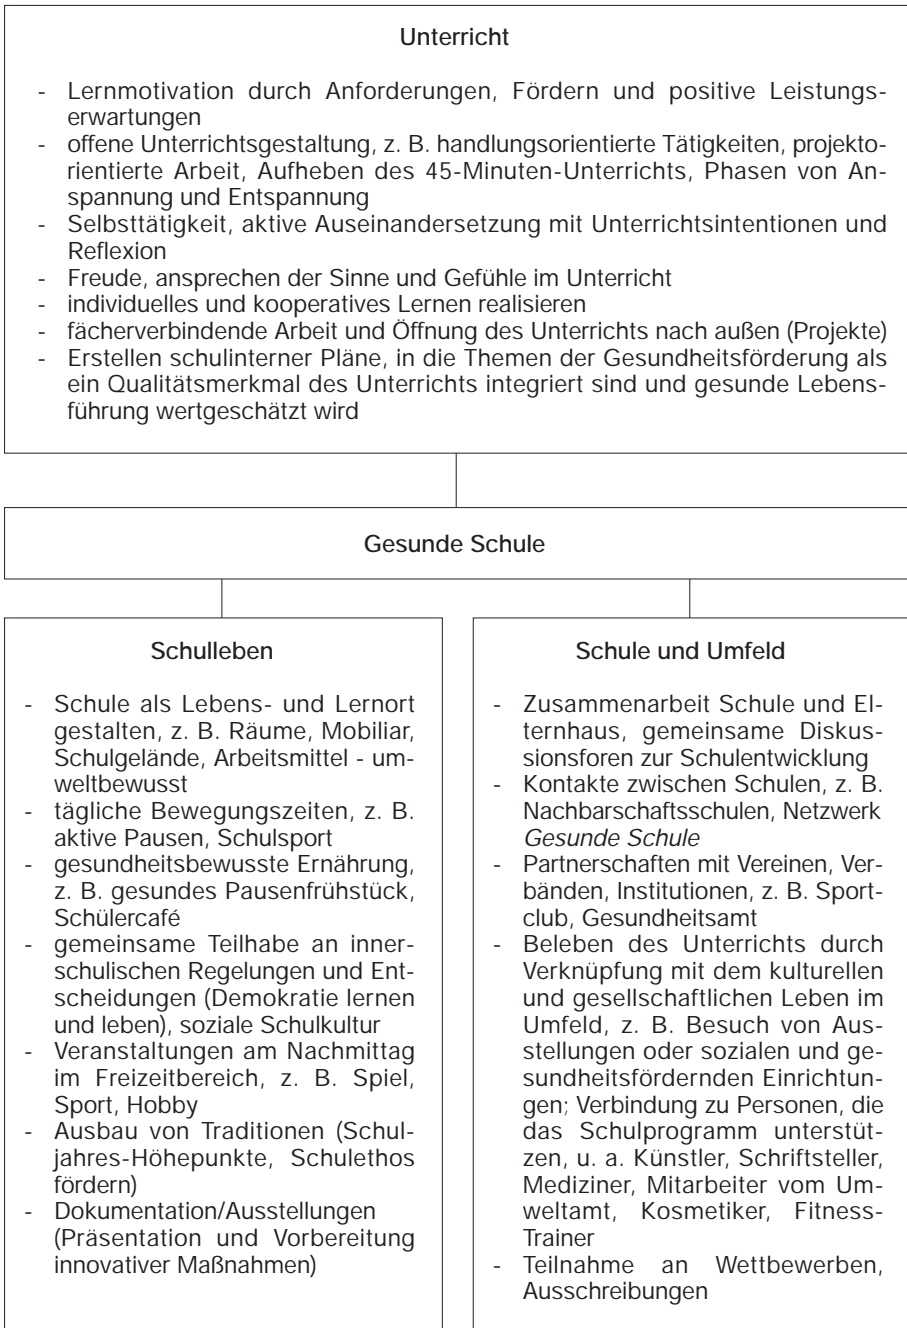 Unterricht
- Lernmotivation durch Anforderungen, Fördern und positive Leistungs-
erwartungen
- offene Unterrichtsgestaltung, z. B. handlungsorientierte Tätigkeiten, projekto-
rientierte Arbeit, Aufheben des 45-Minuten-Unterrichts, Phasen von An-
spannung und Entspannung
- Selbsttätigkeit, aktive Auseinandersetzung mit Unterrichtsintentionen und
Reflexion
- Freude, ansprechen der Sinne und Gefühle im Unterricht
- individuelles und kooperatives Lernen realisieren
- fächerverbindende Arbeit und Öffnung des Unterrichts nach außen (Projekte)
- Erstellen schulinterner Pläne, in die Themen der Gesundheitsförderung als
ein Qualitätsmerkmal des Unterrichts integriert sind und gesunde Lebens-
führung wertgeschätzt wird
Gesunde Schule
Schulleben
- Schule als Lebens- und Lernort
gestalten, z. B. Räume, Mobiliar,
Schulgelände, Arbeitsmittel - um-
weltbewusst
- tägliche Bewegungszeiten, z. B.
aktive Pausen, Schulsport
- gesundheitsbewusste Ernährung,
z. B. gesundes Pausenfrühstück,
Schülercafé
- gemeinsame Teilhabe an inner-
schulischen Regelungen und Ent-
scheidungen (Demokratie lernen
und leben), soziale Schulkultur
- Veranstaltungen am Nachmittag
im Freizeitbereich, z. B. Spiel,
Sport, Hobby
- Ausbau von Traditionen (Schul-
jahres-Höhepunkte, Schulethos
fördern)
- Dokumentation/Ausstellungen
(Präsentation und Vorbereitung
innovativer Maßnahmen)
Schule und Umfeld
- Zusammenarbeit Schule und El-
ternhaus, gemeinsame Diskus-
sionsforen zur Schulentwicklung
- Kontakte zwischen Schulen, z. B.
Nachbarschaftsschulen, Netzwerk
Gesunde Schule
- Partnerschaften mit Vereinen, Ver-
bänden, Institutionen, z. B. Sport-
club, Gesundheitsamt
- Beleben des Unterrichts durch
Verknüpfung mit dem kulturellen
und gesellschaftlichen Leben im
Umfeld, z. B. Besuch von Aus-
stellungen oder sozialen und ge-
sundheitsfördernden Einrichtun-
gen; Verbindung zu Personen, die
das Schulprogramm unterstüt-
zen, u. a. Künstler, Schriftsteller,
Mediziner, Mitarbeiter vom Um-
weltamt, Kosmetiker, Fitness-
Trainer
- Teilnahme an Wettbewerben,
Ausschreibungen